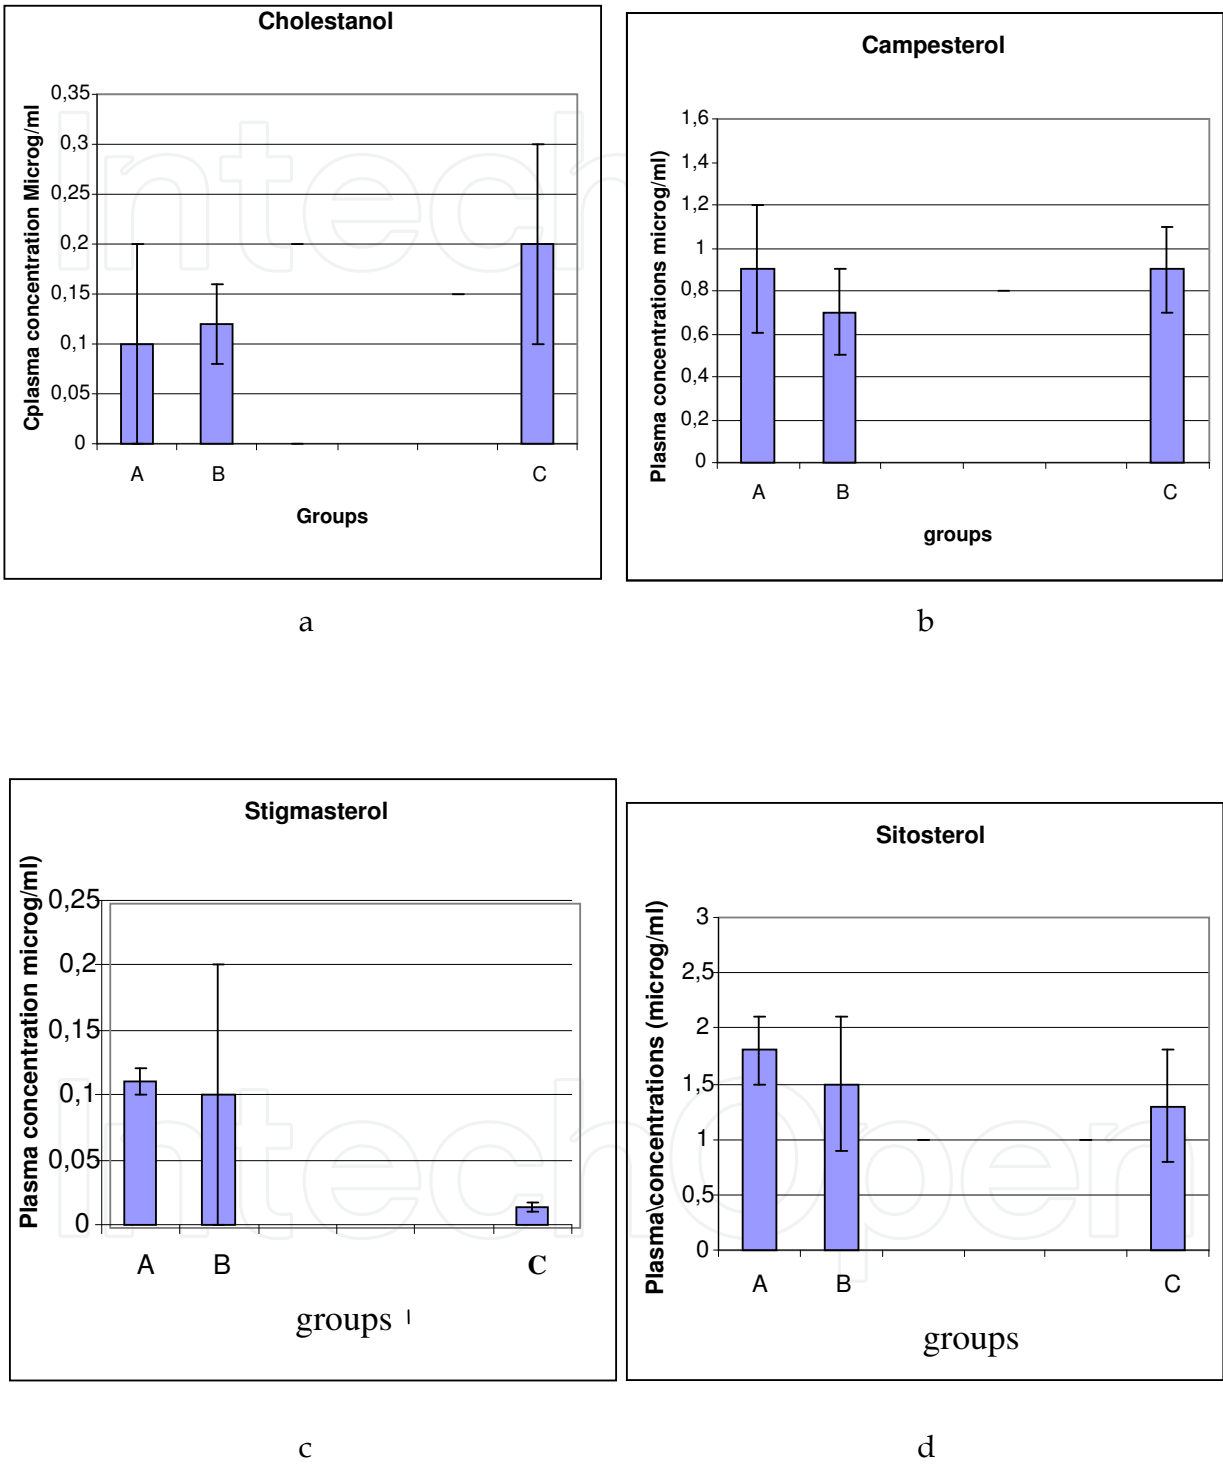 Cholestanol
Cplasma concentration Microg/ml
0,35
0,3
0,25
0,2
0,15
0,1
0,05
0
A B C
Groups
a
Campesterol
Plasma concentrations microg/ml)
1,6
1,4
1,2
1
0,8
0,6
0,4
0,2
0
A B C
groups
b
Stigmasterol
Plasma concentration microg/ml)
0,25
0,2
0,15
0,1
0,05
0
A B C
groups
c
Sitosterol
Plasma\concentrations (microg/ml)
3
2,5
2
1,5
1
0,5
0
A B C
groups
d
IntechOpen
IntechOpen